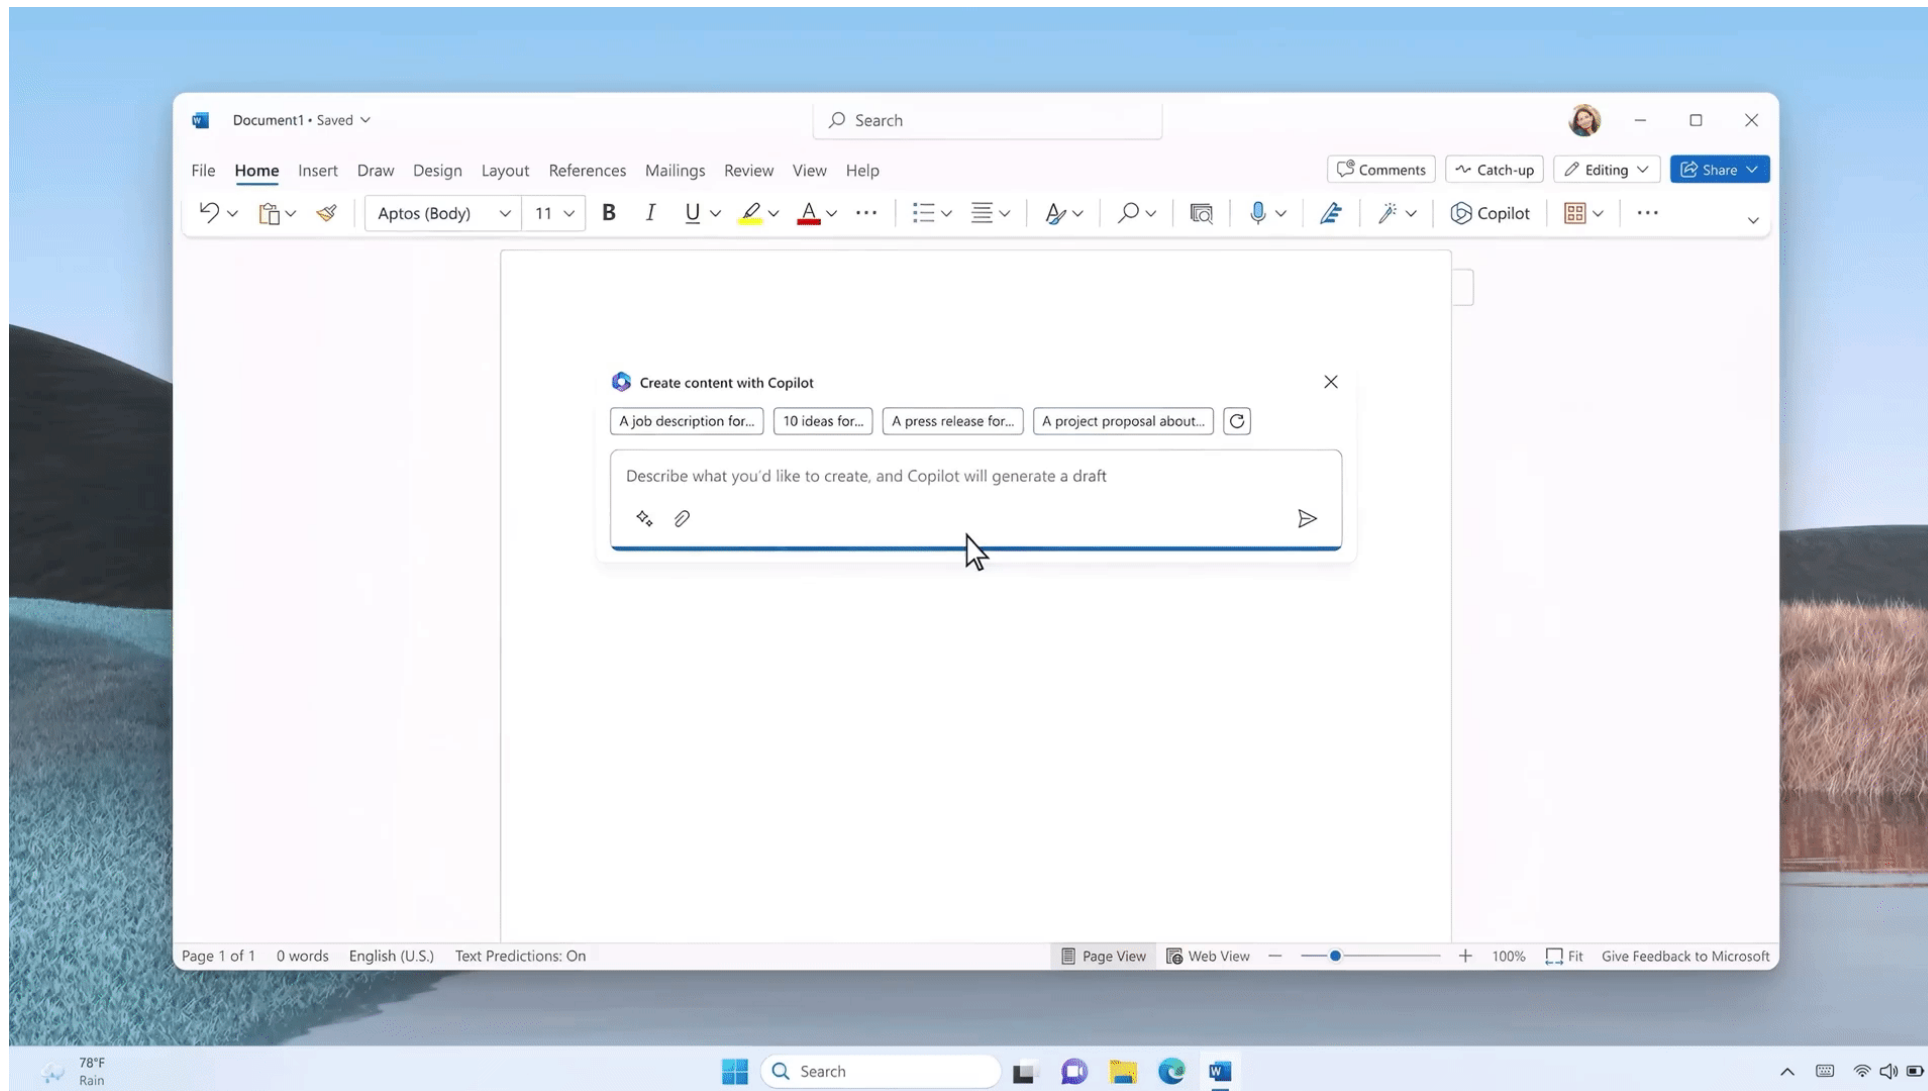 Document1 • Saved
Search
File Home Insert Draw Design Layout References Mailings Review View Help
Comments Catch-up Editing Share
Aptos (Body) 11 B I U A Copilot
Create content with Copilot
A job description for... 10 ideas for... A press release for... A project proposal about...
Describe what you'd like to create, and Copilot will generate a draft
Page 1 of 1 0 words English (U.S.) Text Predictions: On Page View Web View 100% Fit Give Feedback to Microsoft
78°F
Rain
Search